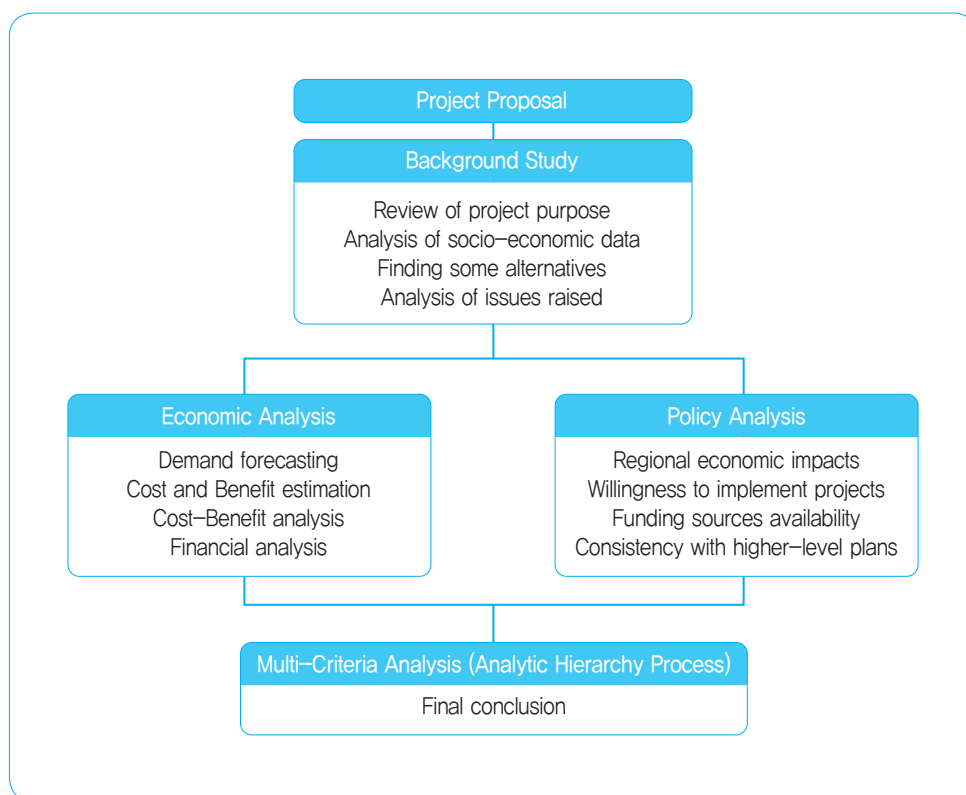 Project Proposal
Background Study
Review of project purpose
Analysis of socio-economic data
Finding some alternatives
Analysis of issues raised
Economic Analysis
Demand forecasting
Cost and Benefit estimation
Cost-Benefit analysis
Financial analysis
Policy Analysis
Regional economic impacts
Willingness to implement projects
Funding sources availability
Consistency with higher-level plans
Multi-Criteria Analysis (Analytic Hierarchy Process)
Final conclusion